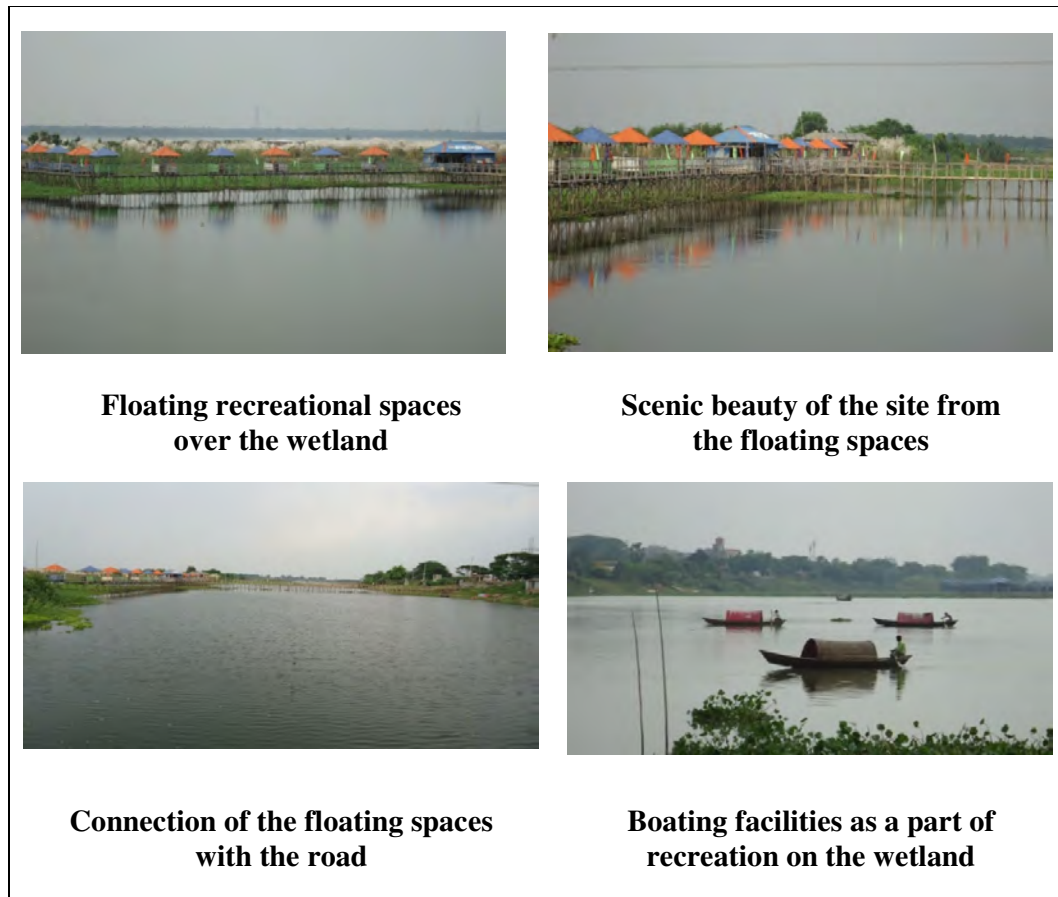 Floating recreational spaces
over the wetland
Scenic beauty of the site from
the floating spaces
Connection of the floating spaces
with the road
Boating facilities as a part of
recreation on the wetland